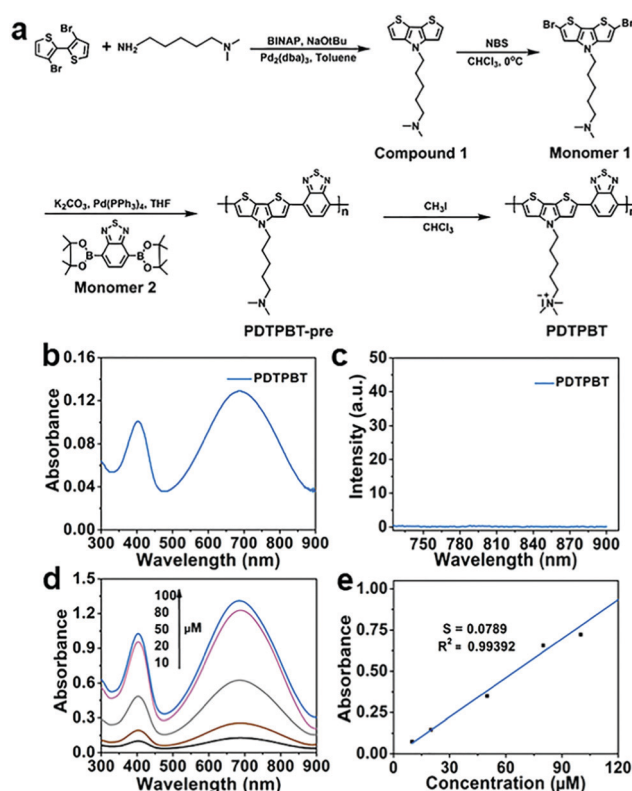 a
S
S
Br
Br
+
NH₂
N
BINAP, NaOtBu
Pd₂(dba)₃, Toluene
S
S
N
N
Compound 1
NBS
CHCl₃, 0°C
Br
S
S
Br
N
N
Monomer 1
K₂CO₃, Pd(PPh₃)₄, THF
N S N
O B O
O B O
Monomer 2
S
S
N
N
N S N
n
PDTPBT-pre
CH₃I
CHCl₃
S
S
N
N S N
n
I⁻ N⁺
PDTPBT
b
Absorbance
0.16
0.12
0.08
0.04
0.00
300 400 500 600 700 800 900
Wavelength (nm)
PDTPBT
c
Intensity (a.u.)
50
40
30
20
10
0
750 780 810 840 870 900
Wavelength (nm)
PDTPBT
d
Absorbance
1.5
1.2
0.9
0.6
0.3
0.0
300 400 500 600 700 800 900
Wavelength (nm)
100
80
50
20
10
µM
e
Absorbance
1.00
0.75
0.50
0.25
0.00
0 40 80 120
Concentration (µM)
S = 0.0789
R² = 0.99392